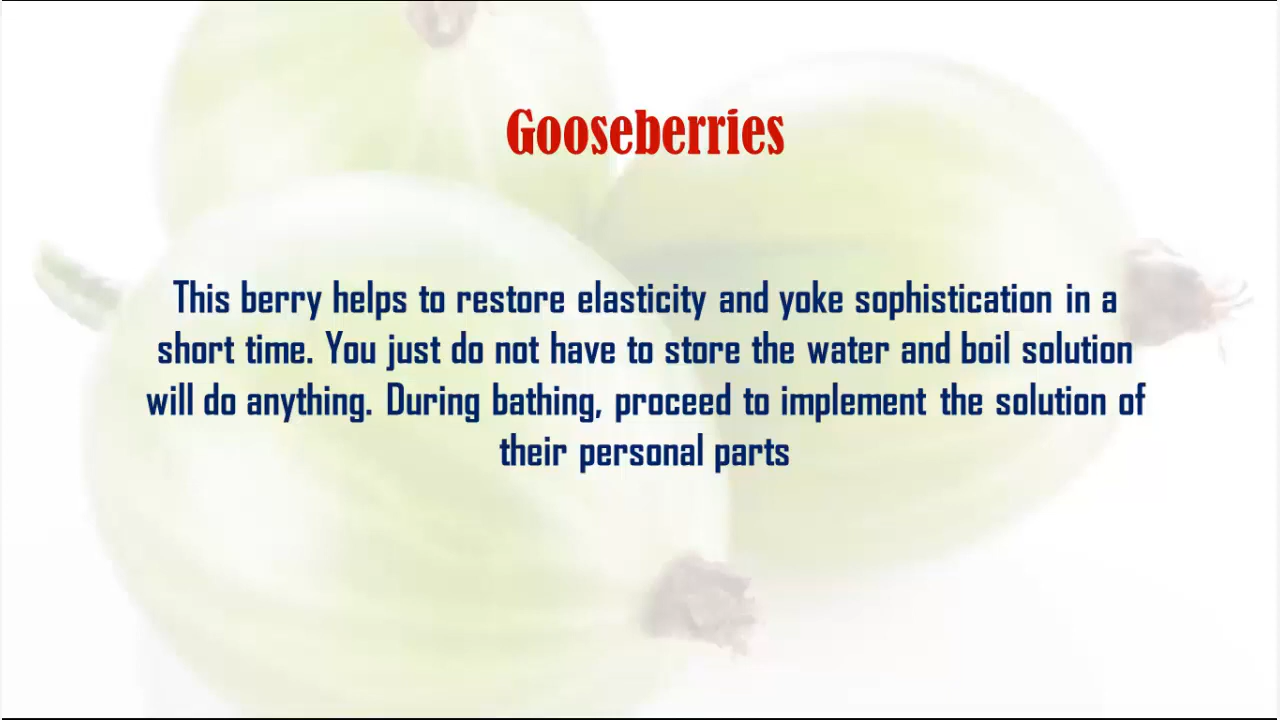 Gooseberries
This berry helps to restore elasticity and yoke sophistication in a
short time. You just do not have to store the water and boil solution
will do anything. During bathing, proceed to implement the solution of
their personal parts